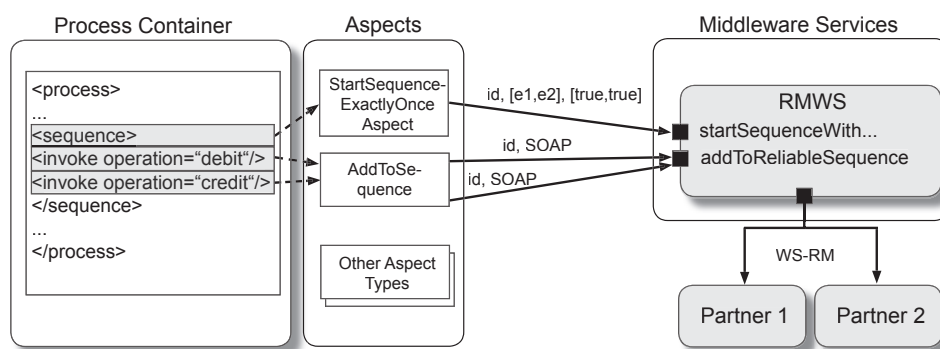 Process Container
Aspects
Middleware Services
<process>
...
<sequence>
<invoke operation="debit“/>
<invoke operation="credit“/>
</sequence>
...
</process>
StartSequence-
ExactlyOnce
Aspect
AddToSe-
quence
Other Aspect
Types
id, [e1,e2], [true,true]
id, SOAP
id, SOAP
RMWS
startSequenceWith...
addToReliableSequence
WS-RM
Partner 1
Partner 2